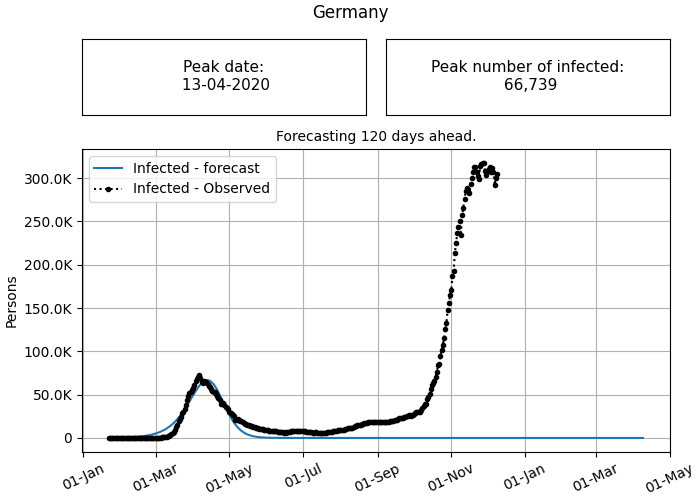 Germany
Peak date:
13-04-2020
Peak number of infected:
66,739
Forecasting 120 days ahead.
Infected - forecast
Infected - Observed
300.0K
250.0K
200.0K
150.0K
100.0K
50.0K
0
Persons
01-Jan
01-Mar
01-May
01-Jul
01-Sep
01-Nov
01-Jan
01-Mar
01-May